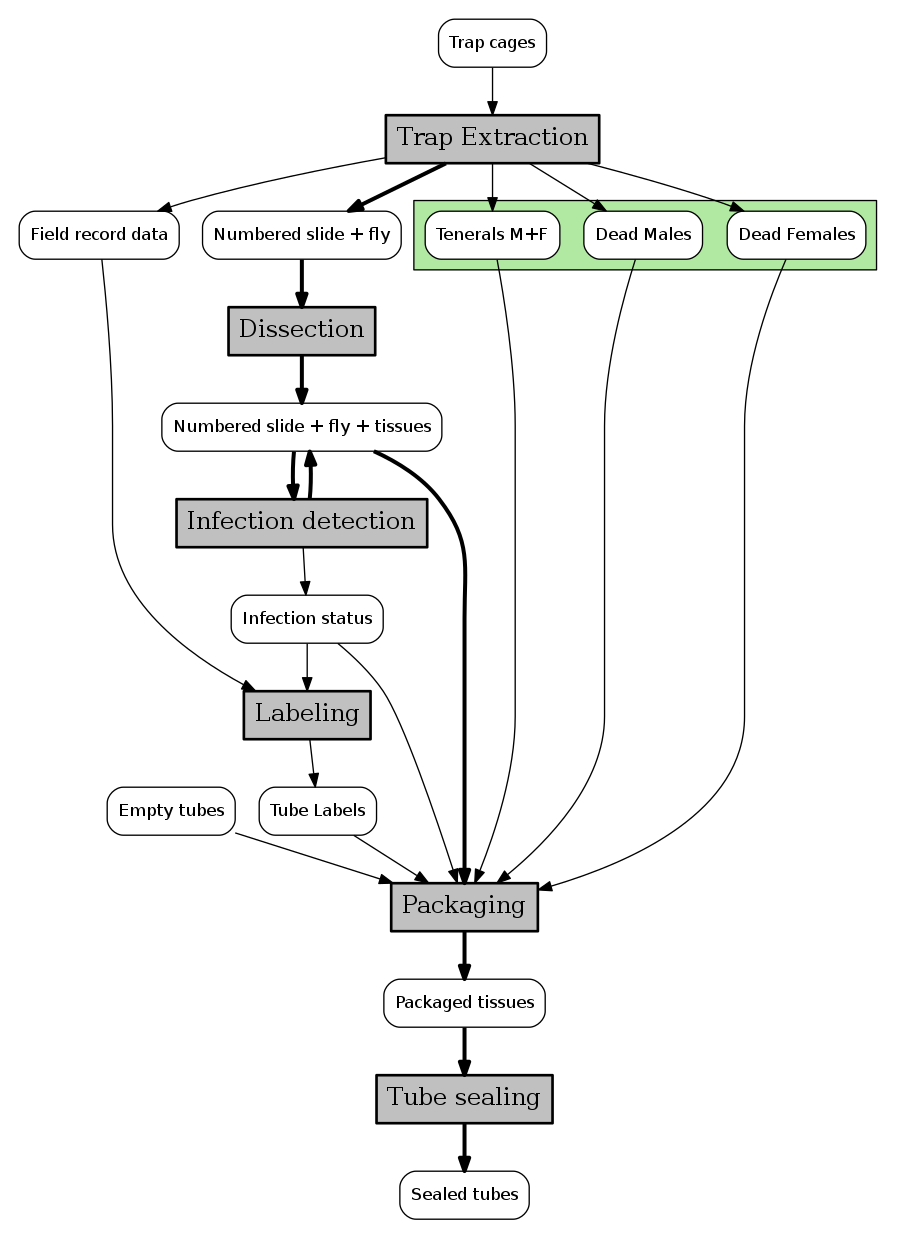 Trap cages
Trap Extraction
Field record data
Numbered slide + fly
Tenerals M+F
Dead Males
Dead Females
Dissection
Numbered slide + fly + tissues
Infection detection
Infection status
Labeling
Empty tubes
Tube Labels
Packaging
Packaged tissues
Tube sealing
Sealed tubes